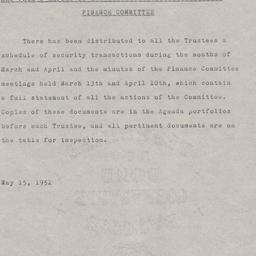 FINANCE COMMITTEE
There has been distributed to all the Trustees a
schedule of security transactions during the months of
March and April and the minutes of the Finance Committee
meetings held March 13th and April 10th, which contain
a full statement of all the actions of the Committee.
Copies of these documents are in the Agenda portfolios
before each Trustee, and all pertinent documents are on
the table for inspection.
May 15, 1952